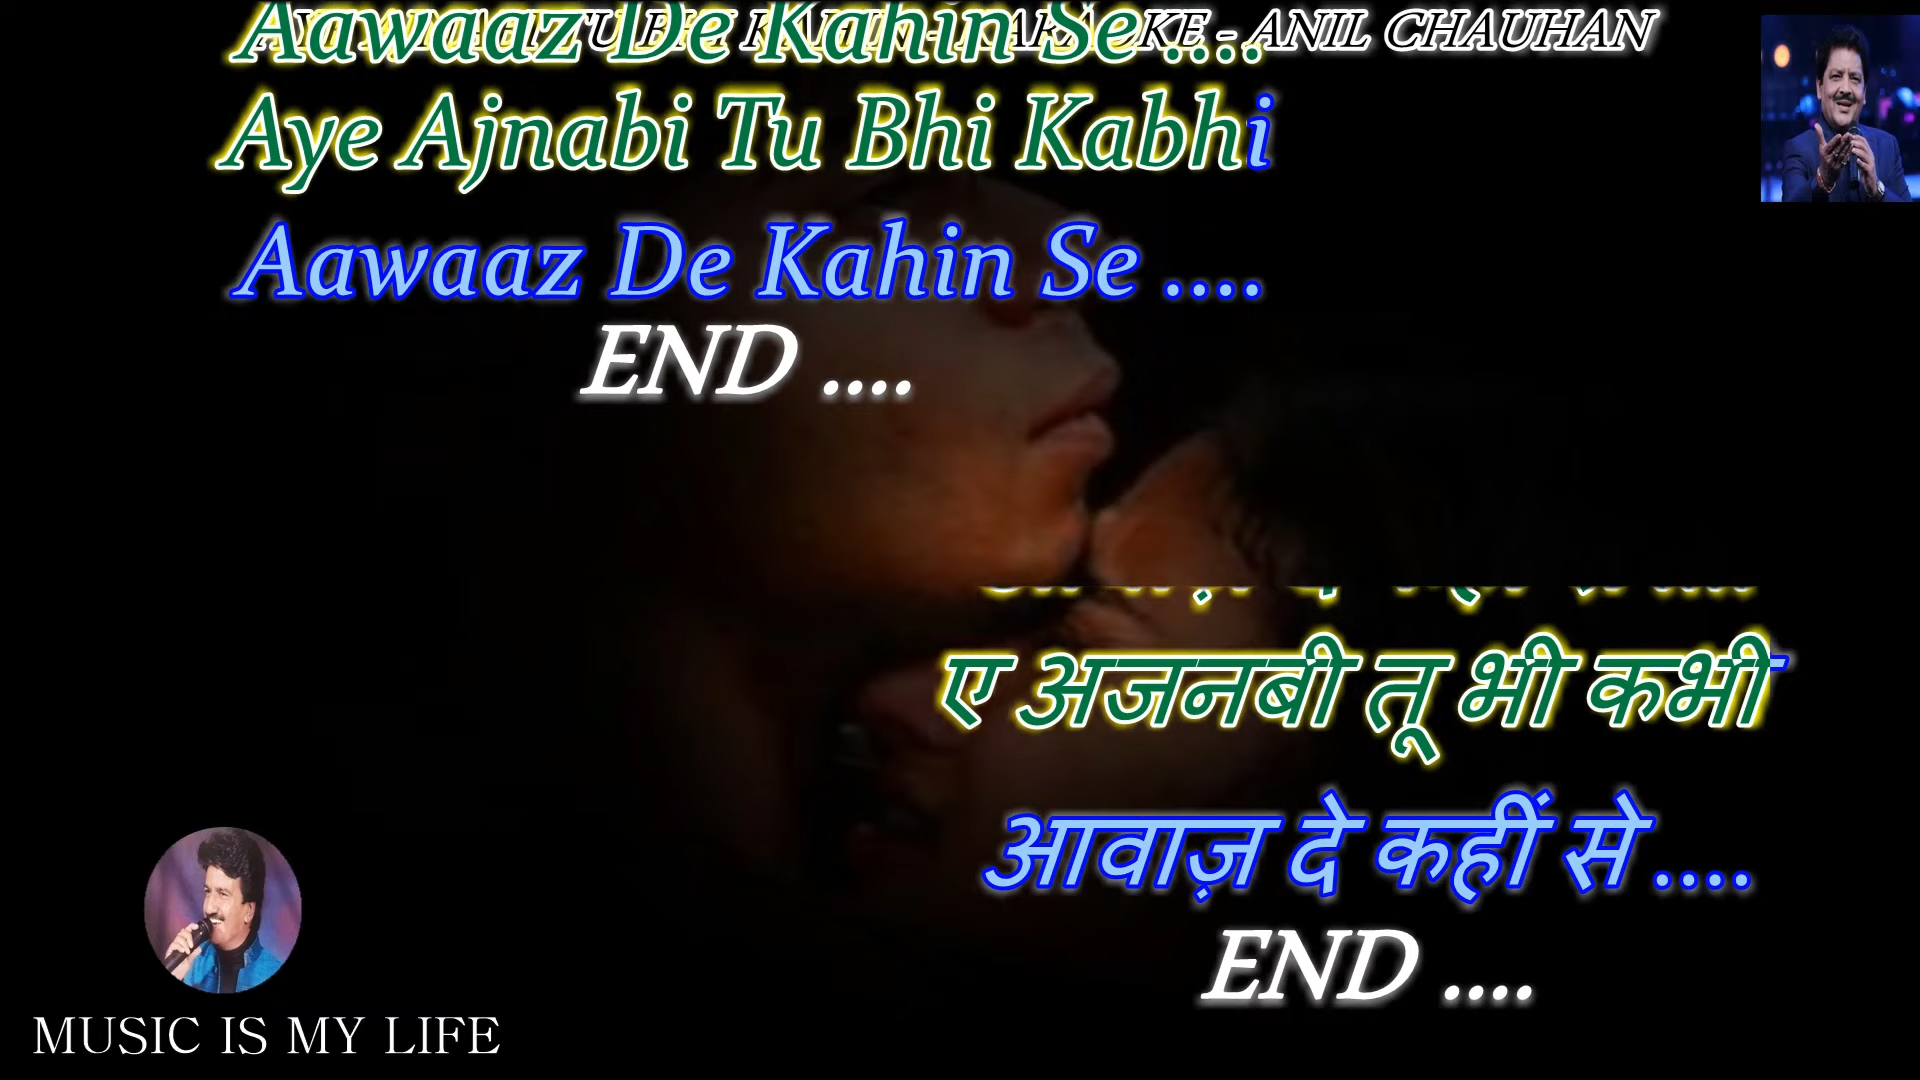 Aawaaz De Kahin Se ....
KARAOKE - ANIL CHAUHAN
Aye Ajnabi Tu Bhi Kabhi
Aawaaz De Kahin Se ....
END ....
ए अजनबी तू भी कभी
आवाज़ दे कहीं से ....
END ....
MUSIC IS MY LIFE